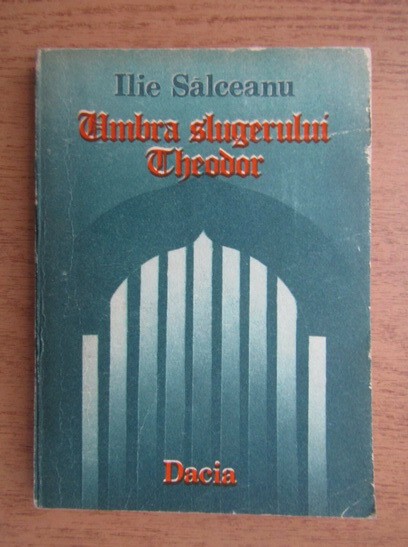 Ilie Sălceanu
Umbra slugerului
Theodor
Dacia